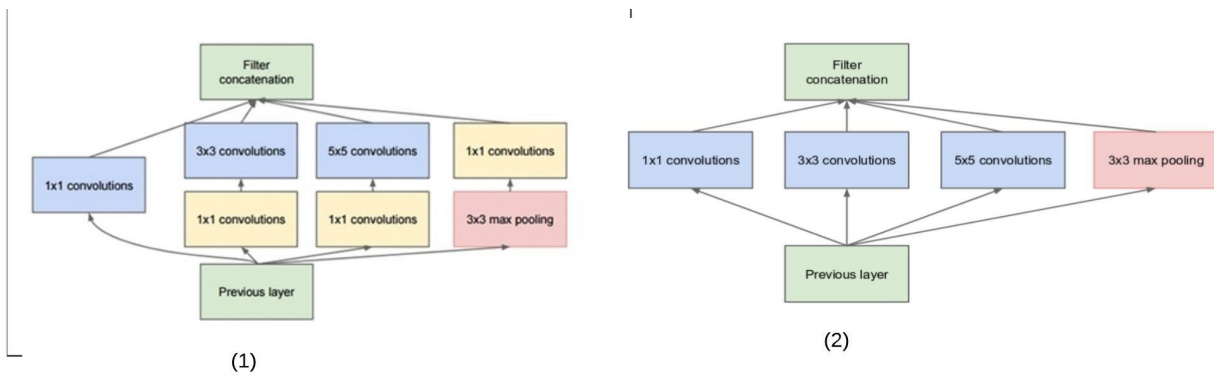 Filter
concatenation
3x3 convolutions
5x5 convolutions
1x1 convolutions
1x1 convolutions
1x1 convolutions
1x1 convolutions
3x3 max pooling
Previous layer
(1)
Filter
concatenation
1x1 convolutions
3x3 convolutions
5x5 convolutions
3x3 max pooling
Previous layer
(2)